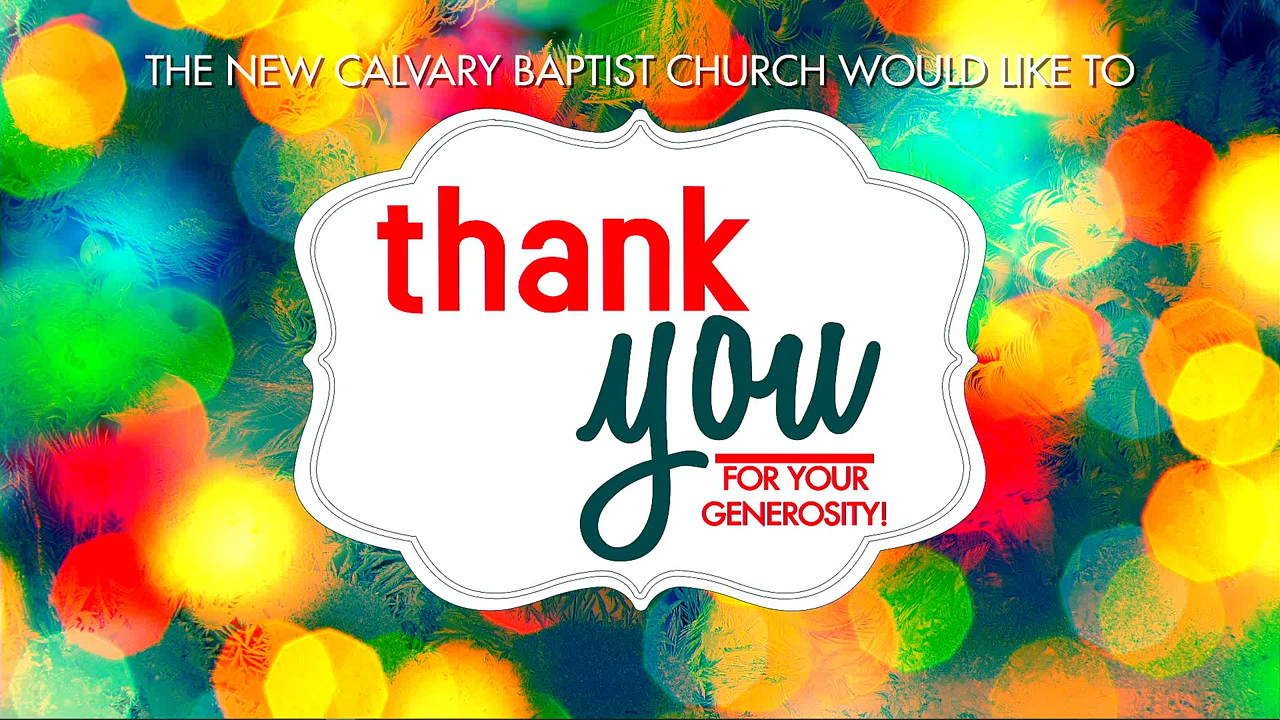 THE NEW CALVARY BAPTIST CHURCH WOULD LIKE TO
thank
you
FOR YOUR
GENEROSITY!